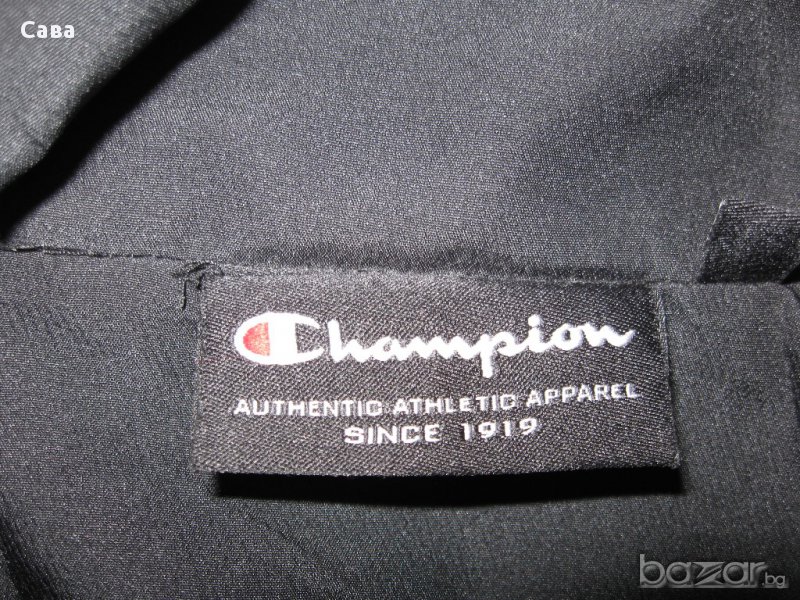 Сава
Champion
AUTHENTIC ATHLETIC APPAREL
SINCE 1919
bazar.bg